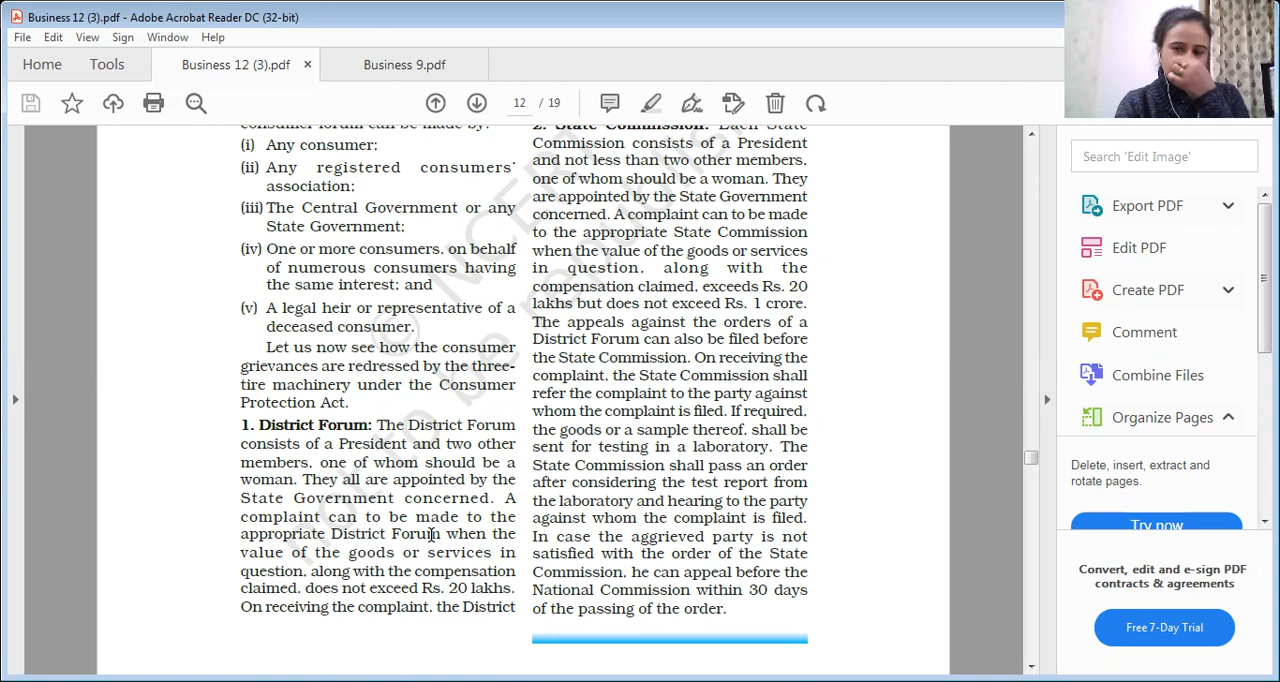 Business 12 (3).pdf - Adobe Acrobat Reader DC (32-bit)
File Edit View Sign Window Help
Home Tools Business 12 (3).pdf × Business 9.pdf
12 / 19
consumer forum can be made by:
(i) Any consumer;
(ii) Any registered consumers' association;
(iii) The Central Government or any State Government;
(iv) One or more consumers, on behalf
of numerous consumers having
the same interest; and
(v) A legal heir or representative of a
deceased consumer.
Let us now see how the consumer
grievances are redressed by the three-
tire machinery under the Consumer
Protection Act.
1. District Forum: The District Forum
consists of a President and two other
members, one of whom should be a
woman. They all are appointed by the
State Government concerned. A
complaint can to be made to the
appropriate District Forum when the
value of the goods or services in
question, along with the compensation
claimed, does not exceed Rs. 20 lakhs.
On receiving the complaint, the District
2. State Commission: Each State
Commission consists of a President
and not less than two other members,
one of whom should be a woman. They
are appointed by the State Government
concerned. A complaint can to be made
to the appropriate State Commission
when the value of the goods or services
in question, along with the
compensation claimed, exceeds Rs. 20
lakhs but does not exceed Rs. 1 crore.
The appeals against the orders of a
District Forum can also be filed before
the State Commission. On receiving the
complaint, the State Commission shall
refer the complaint to the party against
whom the complaint is filed. If required,
the goods or a sample thereof, shall be
sent for testing in a laboratory. The
State Commission shall pass an order
after considering the test report from
the laboratory and hearing to the party
against whom the complaint is filed.
In case the aggrieved party is not
satisfied with the order of the State
Commission, he can appeal before the
National Commission within 30 days
of the passing of the order.
© NCERT
not to be republis
Search 'Edit Image'
Export PDF
Edit PDF
Create PDF
Comment
Combine Files
Organize Pages
Delete, insert, extract and
rotate pages.
Try now
Convert, edit and e-sign PDF
forms & agreements
Free 7-Day Trial